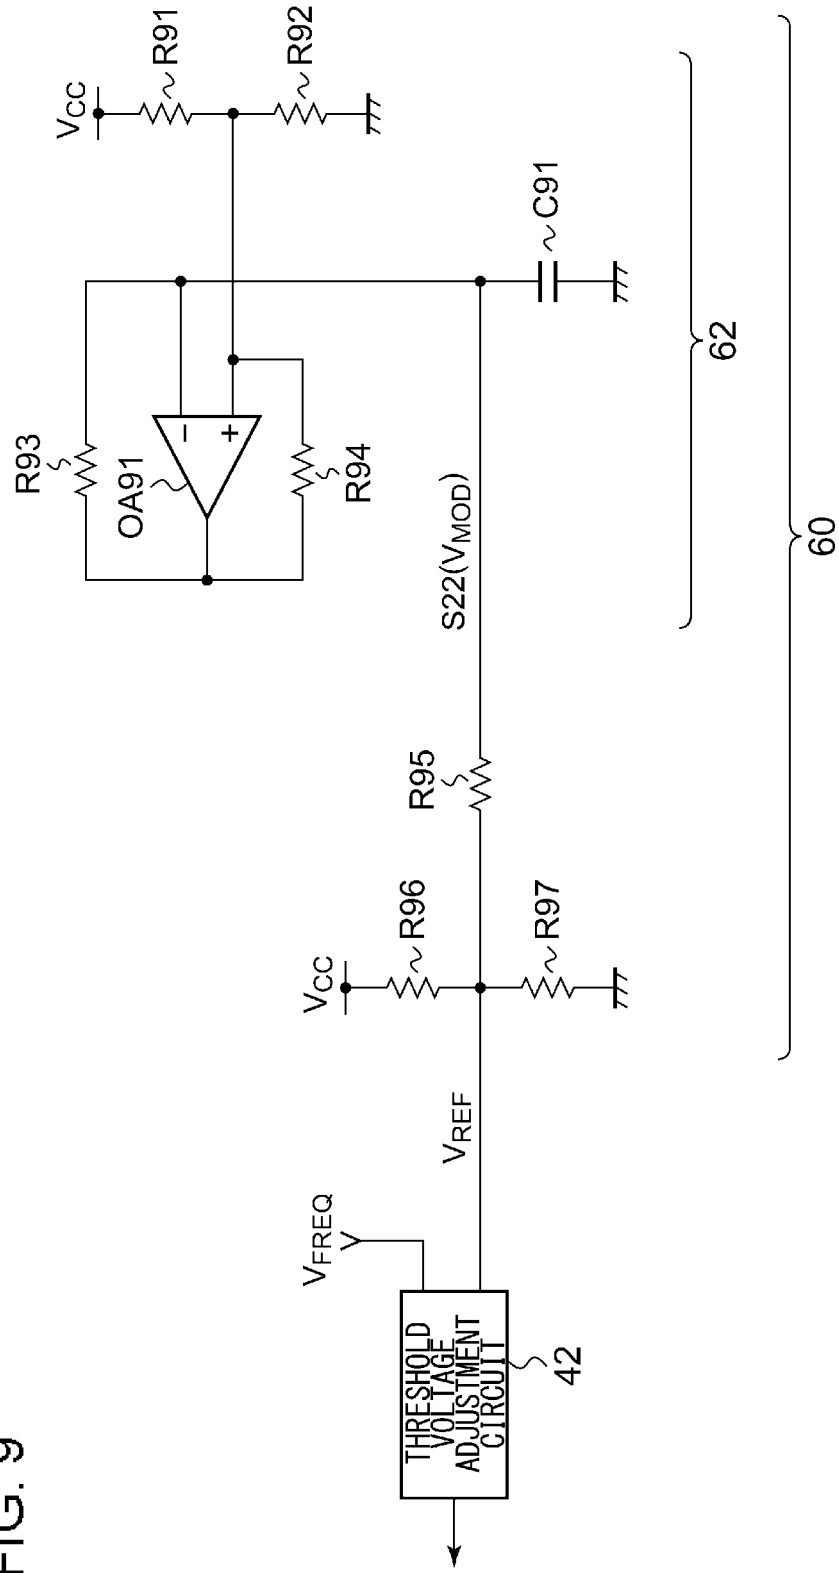 FIG. 9
THRESHOLD
VOLTAGE
ADJUSTMENT
CIRCUIT
42
VFREQ
VREF
VCC
R96
R97
R95
S22(VMOD)
R93
OA91
R94
VCC
R91
R92
C91
62
60